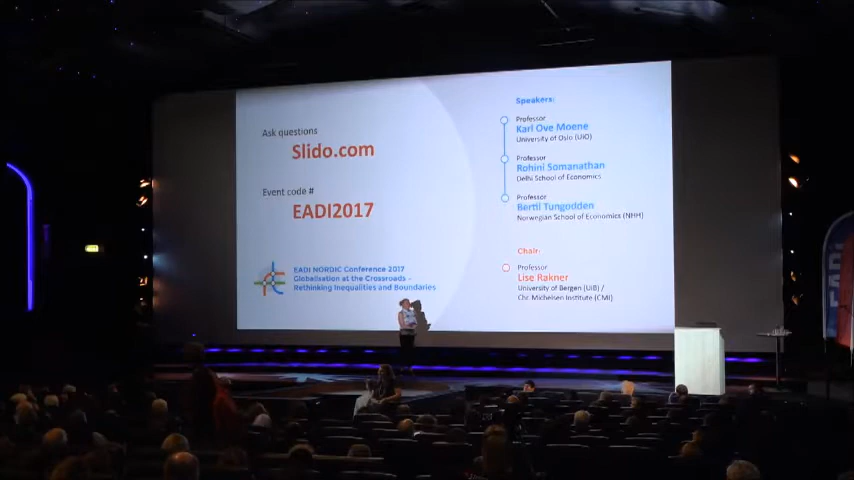 Ask questions
Slido.com
Event code #
EADI2017
EADI NORDIC Conference 2017
Globalisation at the Crossroads –
Rethinking Inequalities and Boundaries
Speakers:
Professor
Karl Ove Moene
University of Oslo (UiO)
Professor
Rohini Somanathan
Delhi School of Economics
Professor
Bertil Tungodden
Norwegian School of Economics (NHH)
Chair:
Professor
Lise Rakner
University of Bergen (UiB) /
Chr. Michelsen Institute (CMI)
EADI